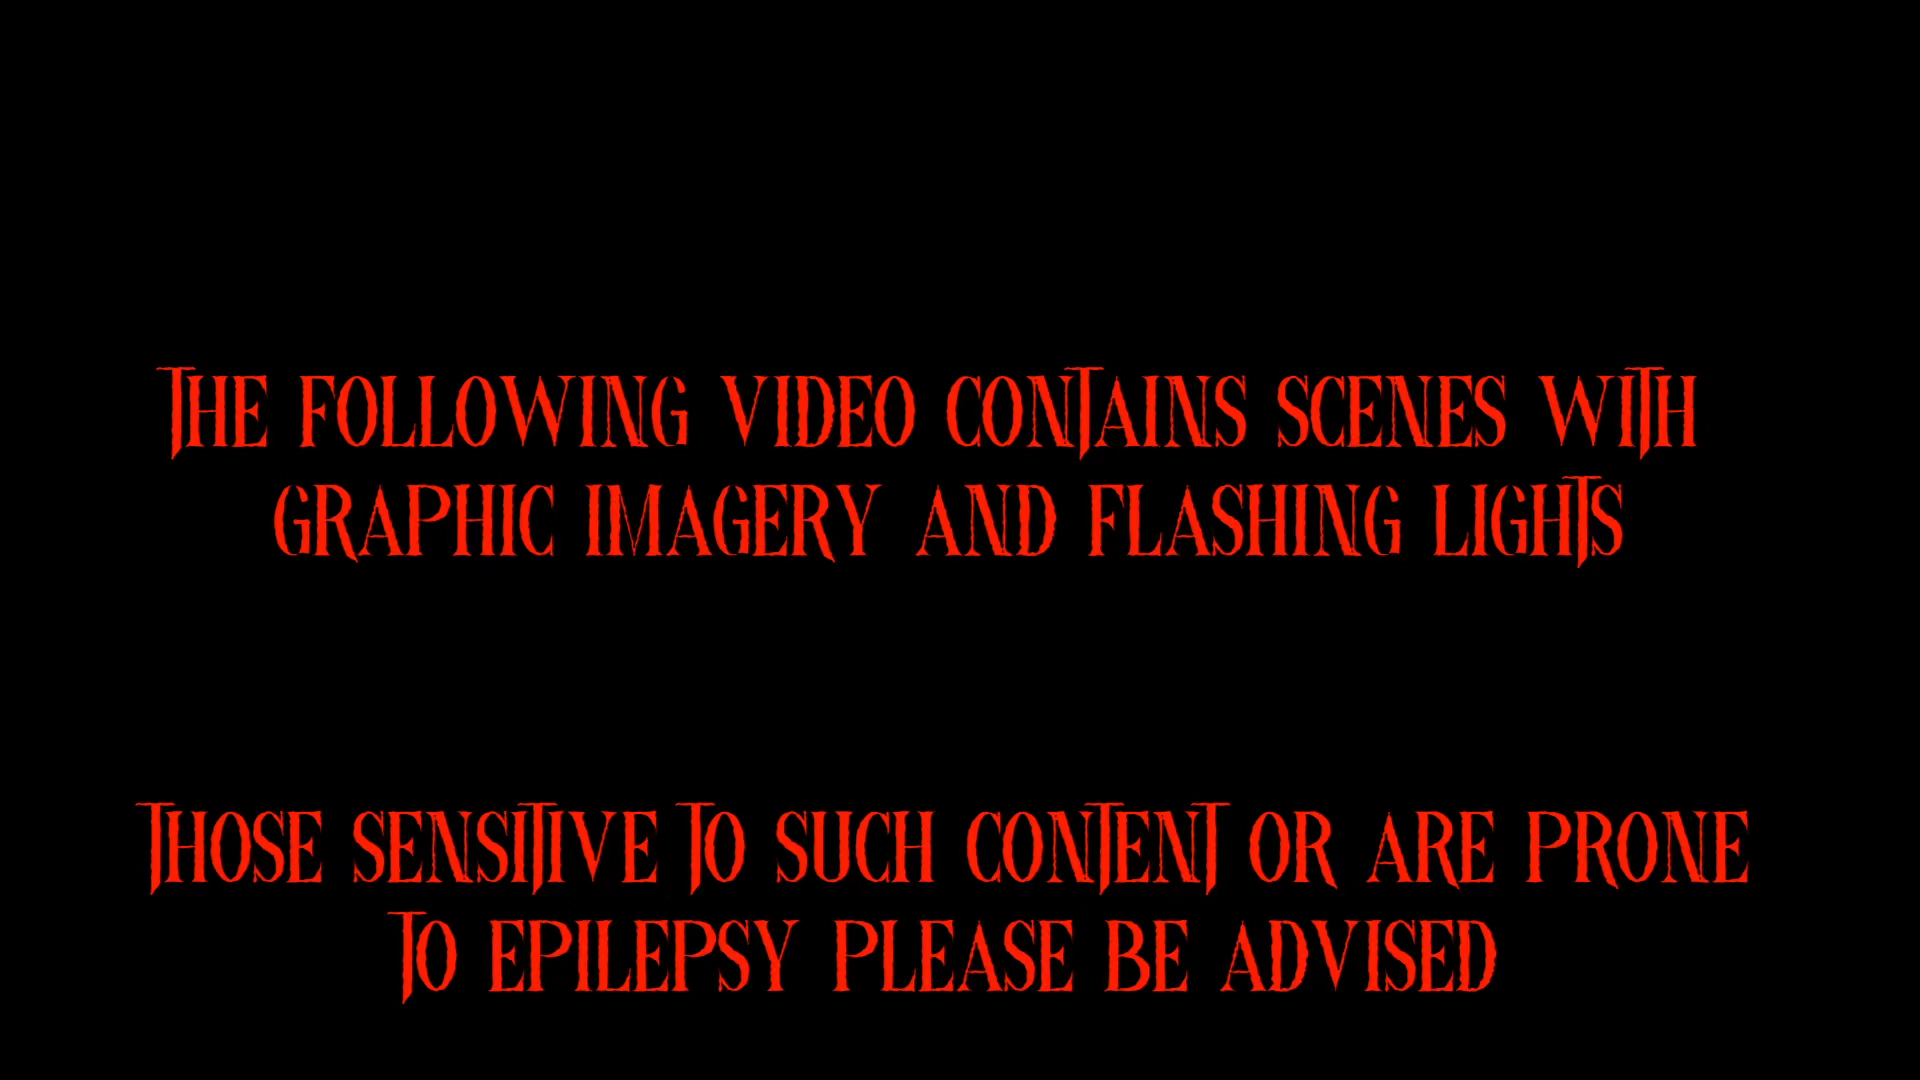 THE FOLLOWING VIDEO CONTAINS SCENES WITH
GRAPHIC IMAGERY AND FLASHING LIGHTS
THOSE SENSITIVE TO SUCH CONTENT OR ARE PRONE
TO EPILEPSY PLEASE BE ADVISED